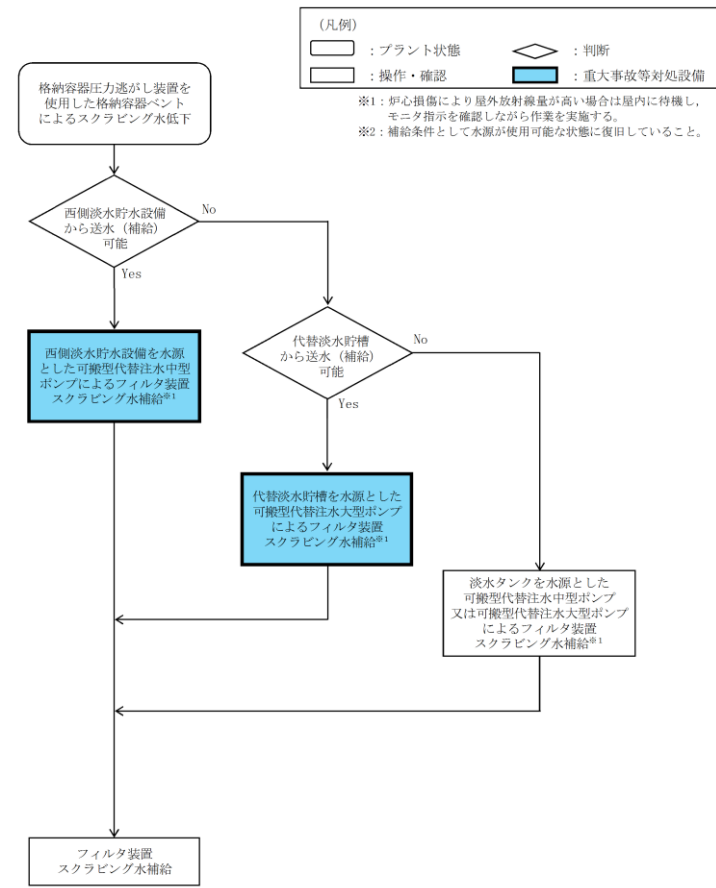 （凡例）
：プラント状態
：判断
：操作・確認
：重大事故等対処設備
※1：炉心損傷により屋外放射線量が高い場合は屋内に待機し，
モニタ指示を確認しながら作業を実施する。
※2：補給条件として水源が使用可能な状態に復旧していること。
格納容器圧力逃がし装置を
使用した格納容器ベント
によるスクラビング水低下
西側淡水貯水設備
から送水（補給）
可能
No
Yes
西側淡水貯水設備を水源
とした可搬型代替注水中型
ポンプによるフィルタ装置
スクラビング水補給※1
代替淡水貯槽
から送水（補給）
可能
No
Yes
代替淡水貯槽を水源とした
可搬型代替注水大型ポンプ
によるフィルタ装置
スクラビング水補給※1
淡水タンクを水源とした
可搬型代替注水中型ポンプ
又は可搬型代替注水大型ポンプ
によるフィルタ装置
スクラビング水補給※1
フィルタ装置
スクラビング水補給